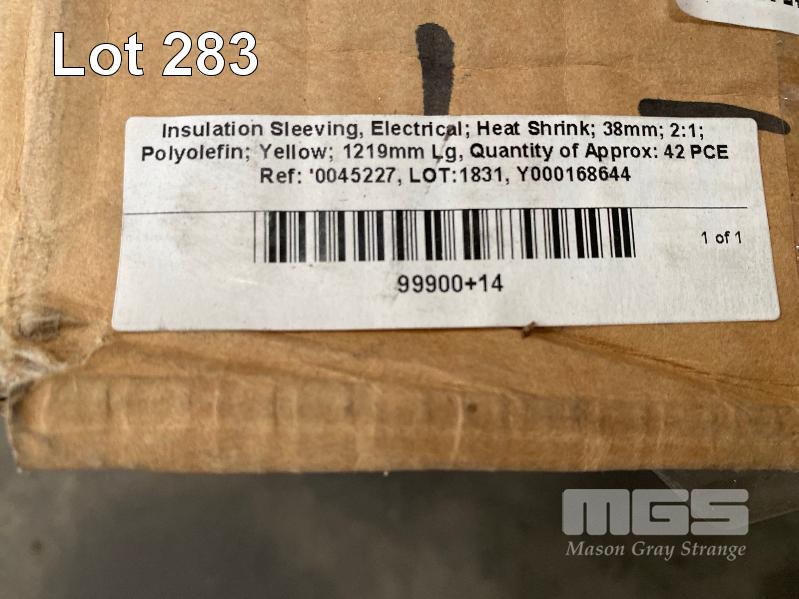 Lot 283
Insulation Sleeving, Electrical; Heat Shrink; 38mm; 2:1;
Polyolefin; Yellow; 1219mm Lg, Quantity of Approx: 42 PCE
Ref: '0045227, LOT:1831, Y000168644
1 of 1
99900+14
MGS
Mason Gray Strange